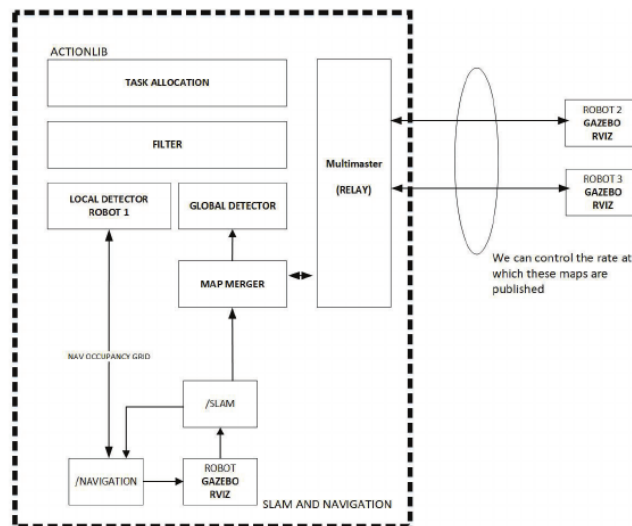 ACTIONLIB
TASK ALLOCATION
FILTER
LOCAL DETECTOR
ROBOT 1
GLOBAL DETECTOR
MAP MERGER
Multimaster
(RELAY)
ROBOT 2
GAZEBO
RVIZ
ROBOT 3
GAZEBO
RVIZ
We can control the rate at
which these maps are
published
NAV OCCUPANCY GRID
/SLAM
/NAVIGATION
ROBOT
GAZEBO
RVIZ
SLAM AND NAVIGATION